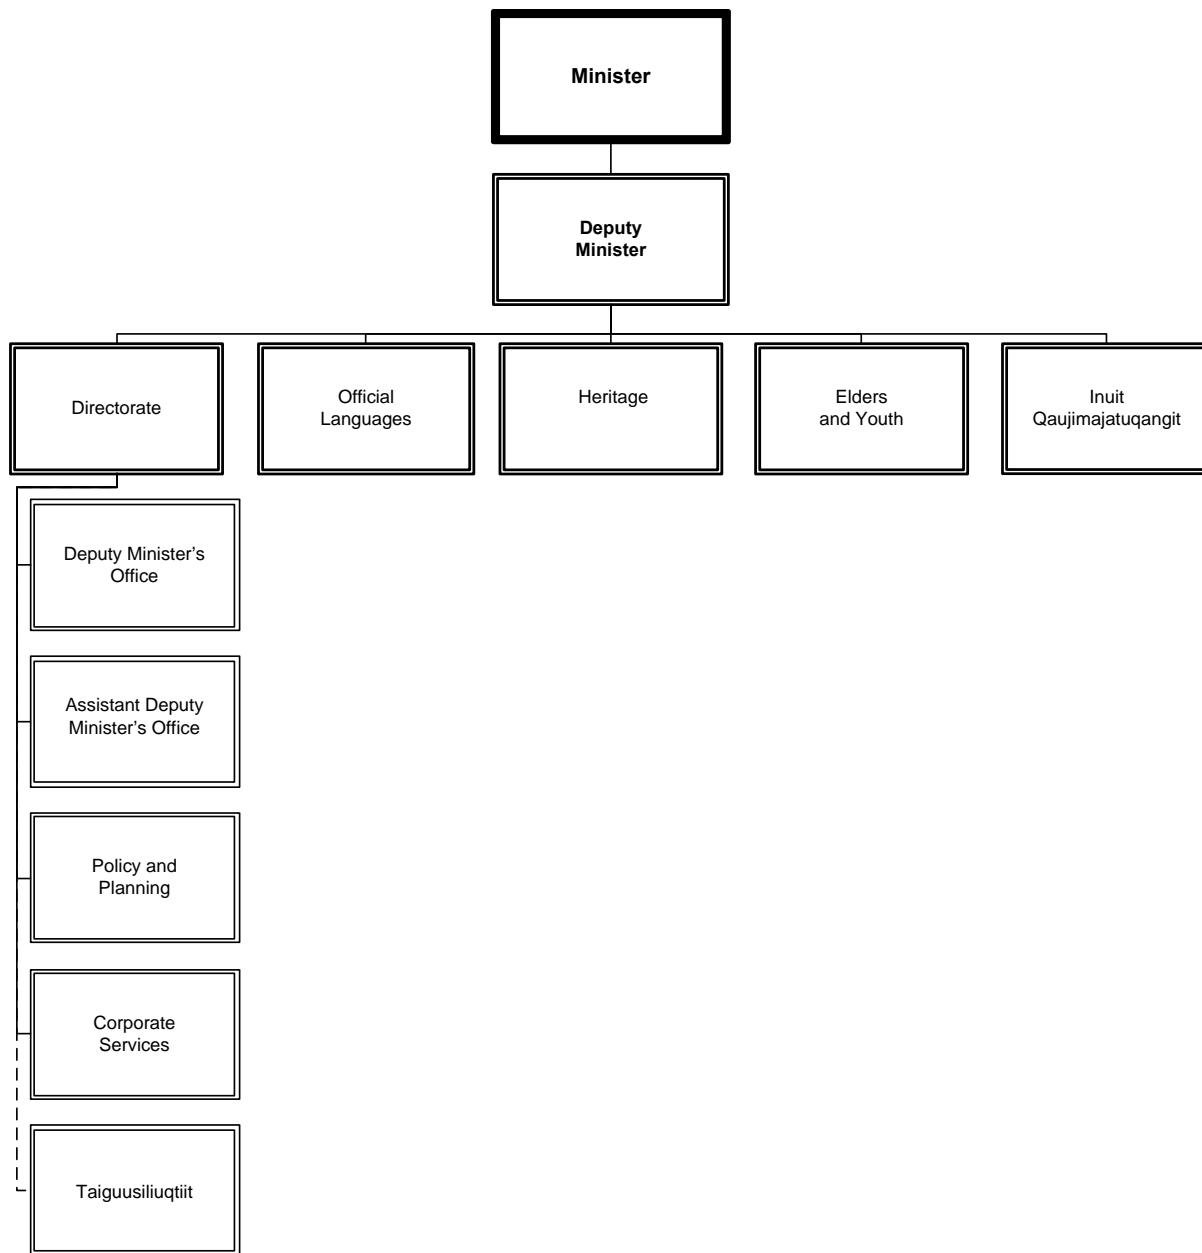 Minister
Deputy
Minister
Directorate
Official
Languages
Heritage
Elders
and Youth
Inuit
Qaujimajatuqangit
Deputy Minister’s
Office
Assistant Deputy
Minister’s Office
Policy and
Planning
Corporate
Services
Taiguusiliuqtiit